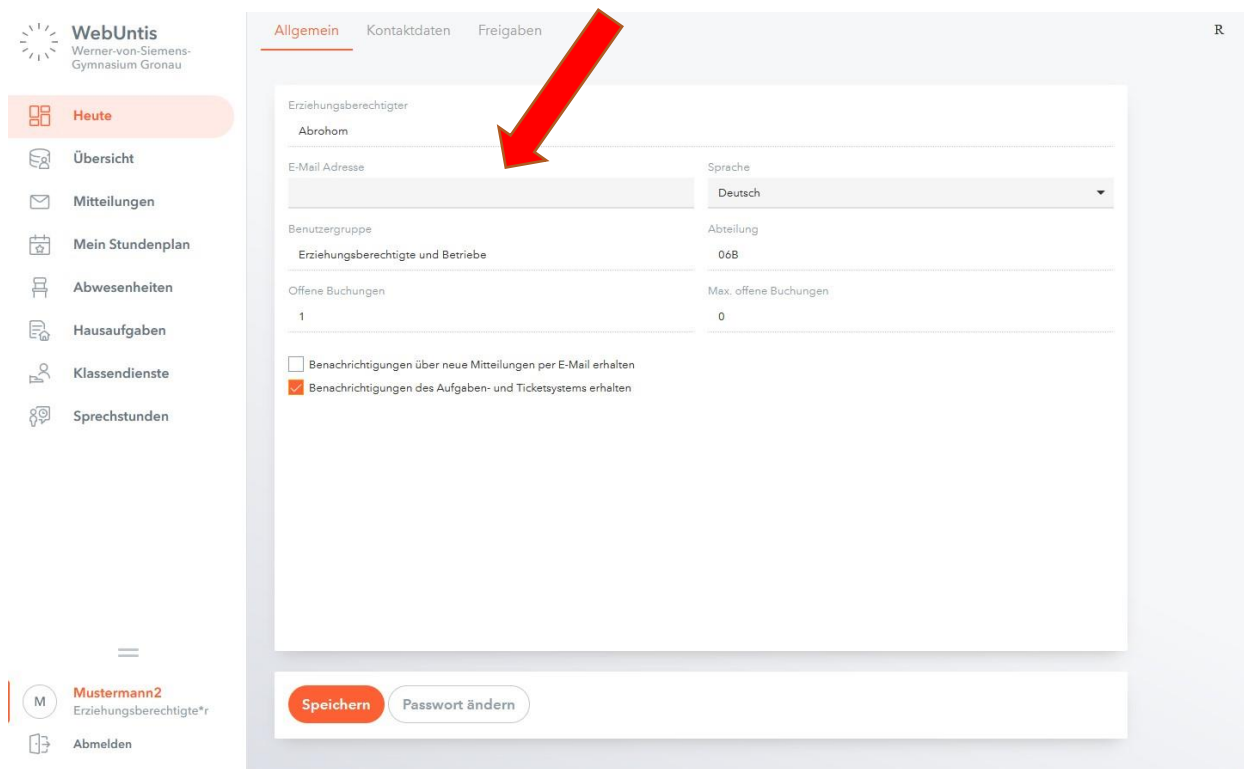 WebUntis
Werner-von-Siemens-
Gymnasium Gronau
Heute
Übersicht
Mitteilungen
Mein Stundenplan
Abwesenheiten
Hausaufgaben
Klassendienste
Sprechstunden
M
Mustermann2
Erziehungsberechtigte*r
Abmelden
Allgemein Kontaktdaten Freigaben
R
Erziehungsberechtigter
Abrohom
E-Mail Adresse Sprache
Deutsch
Benutzergruppe Abteilung
Erziehungsberechtigte und Betriebe 06B
Offene Buchungen Max. offene Buchungen
1 0
Benachrichtigungen über neue Mitteilungen per E-Mail erhalten
Benachrichtigungen des Aufgaben- und Ticketsystems erhalten
Speichern Passwort ändern